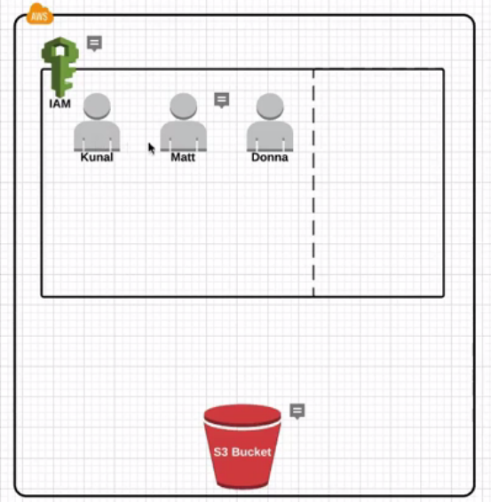 AWS
IAM
Kunal
Matt
Donna
S3 Bucket